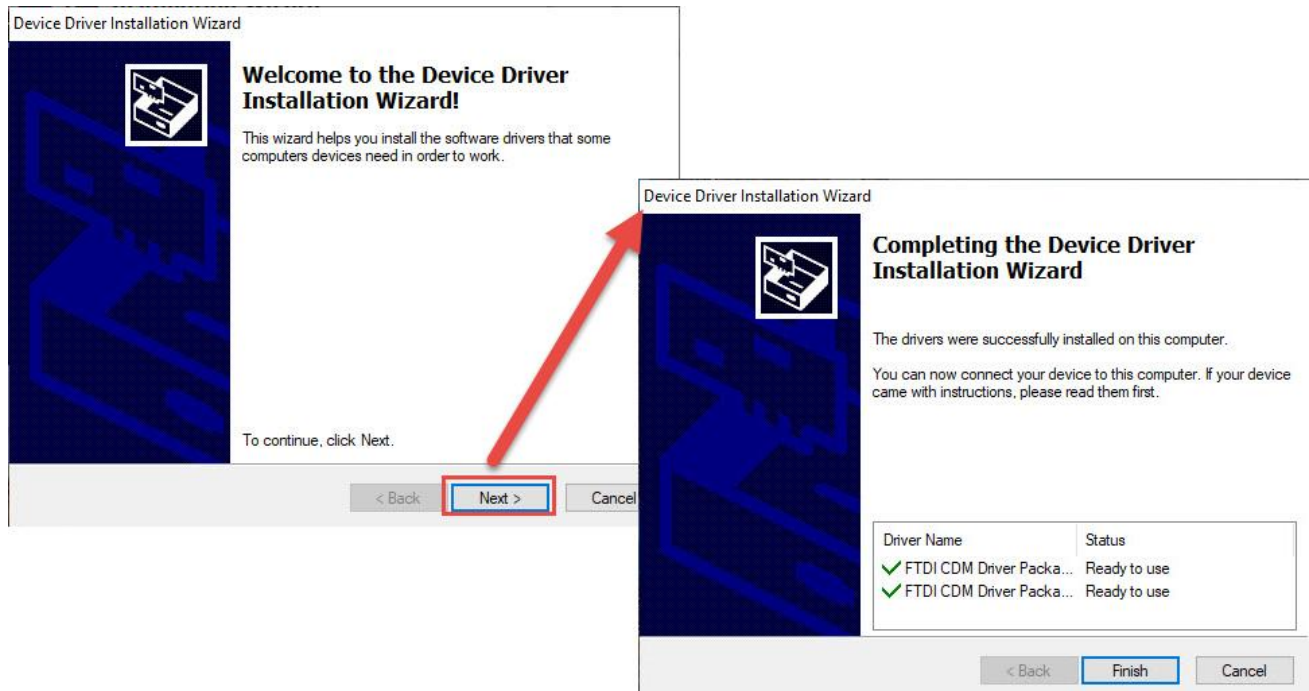 Device Driver Installation Wizard
Welcome to the Device Driver
Installation Wizard!
This wizard helps you install the software drivers that some
computers devices need in order to work.
To continue, click Next.
< Back
Next >
Cancel
Device Driver Installation Wizard
Completing the Device Driver
Installation Wizard
The drivers were successfully installed on this computer.
You can now connect your device to this computer. If your device
came with instructions, please read them first.
Driver Name Status
FTDI CDM Driver Packa... Ready to use
FTDI CDM Driver Packa... Ready to use
< Back
Finish
Cancel